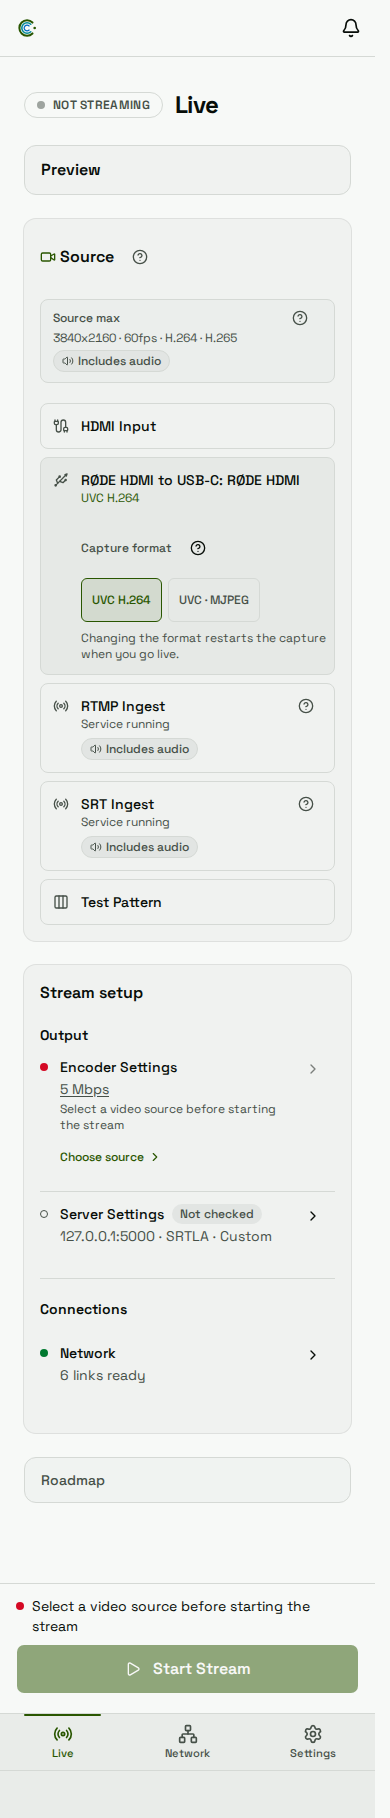 NOT STREAMING Live
Preview
Source
Source max
3840x2160 · 60fps · H.264 · H.265
Includes audio
HDMI Input
RØDE HDMI to USB-C: RØDE HDMI
UVC H.264
Capture format
UVC H.264 UVC · MJPEG
Changing the format restarts the capture
when you go live.
RTMP Ingest
Service running
Includes audio
SRT Ingest
Service running
Includes audio
Test Pattern
Stream setup
Output
Encoder Settings
5 Mbps
Select a video source before starting
the stream
Choose source
Server Settings Not checked
127.0.0.1:5000 · SRTLA · Custom
Connections
Network
6 links ready
Roadmap
Select a video source before starting the
stream
Start Stream
Live Network Settings